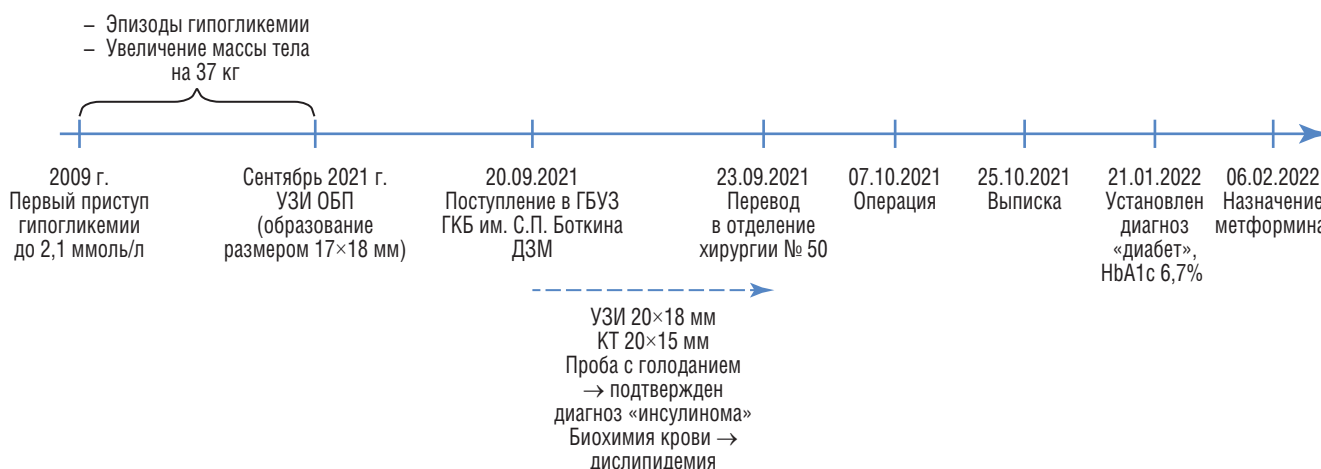 – Эпизоды гипогликемии
– Увеличение массы тела
на 37 кг
2009 г.
Первый приступ
гипогликемии
до 2,1 ммоль/л
Сентябрь 2021 г.
УЗИ ОБП
(образование
размером 17×18 мм)
20.09.2021
Поступление в ГБУЗ
ГКБ им. С.П. Боткина
ДЗМ
23.09.2021
Перевод
в отделение
хирургии № 50
07.10.2021
Операция
25.10.2021
Выписка
21.01.2022
Установлен
диагноз
«диабет»,
HbA1c 6,7%
06.02.2022
Назначение
метформина
УЗИ 20×18 мм
КТ 20×15 мм
Проба с голоданием
→ подтвержден
диагноз «инсулинома»
Биохимия крови →
дислипидемия